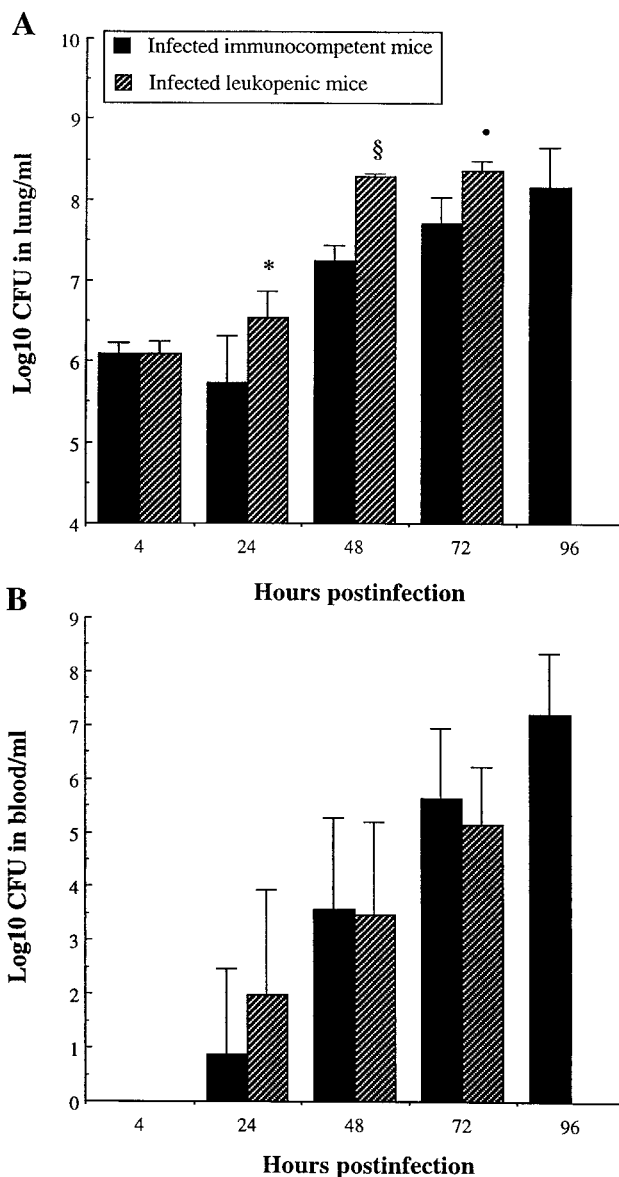 A
Infected immunocompetent mice
Infected leukopenic mice
Log10 CFU in lung/ml
10
9
8
7
6
5
4
*
§
•
4 24 48 72 96
Hours postinfection
B
Log10 CFU in blood/ml
9
8
7
6
5
4
3
2
1
0
4 24 48 72 96
Hours postinfection